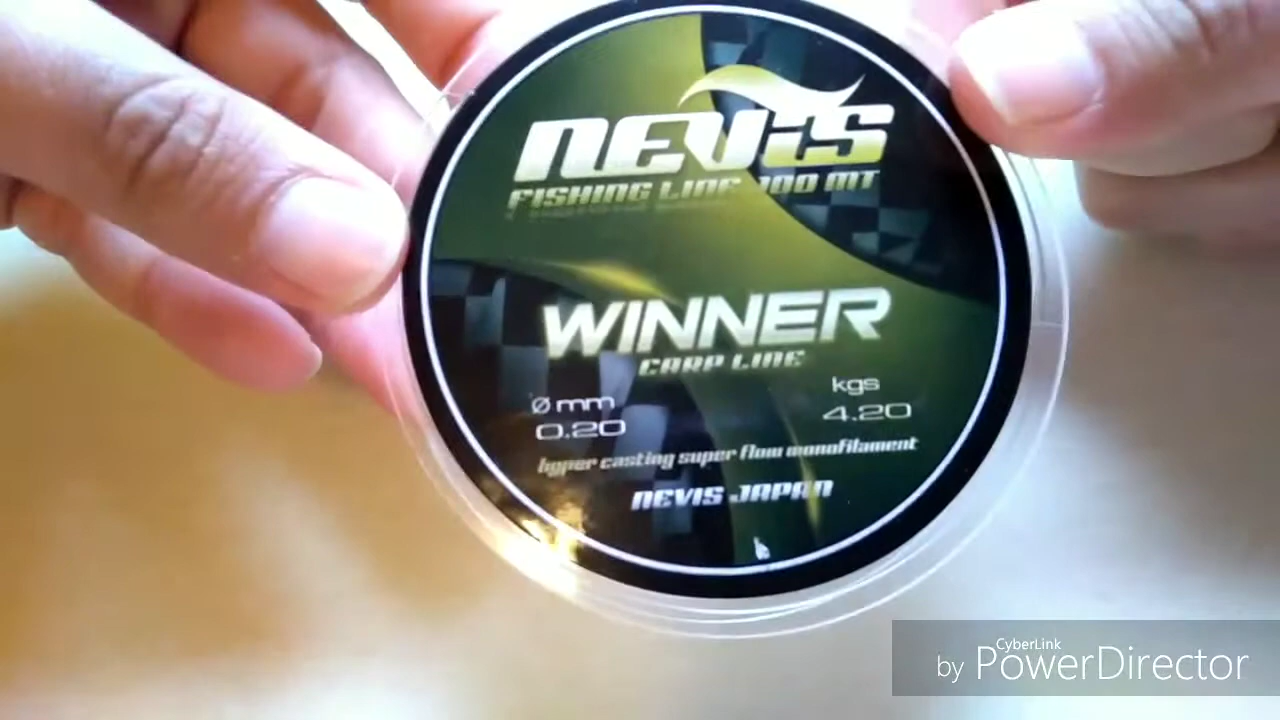 nevis
FISHING LINE 100 MT
WINNER
CARP LINE
Ø mm
0.20
kgs
4.20
hyper casting super flow monofilament
NEVIS JAPAN
by CyberLink PowerDirector